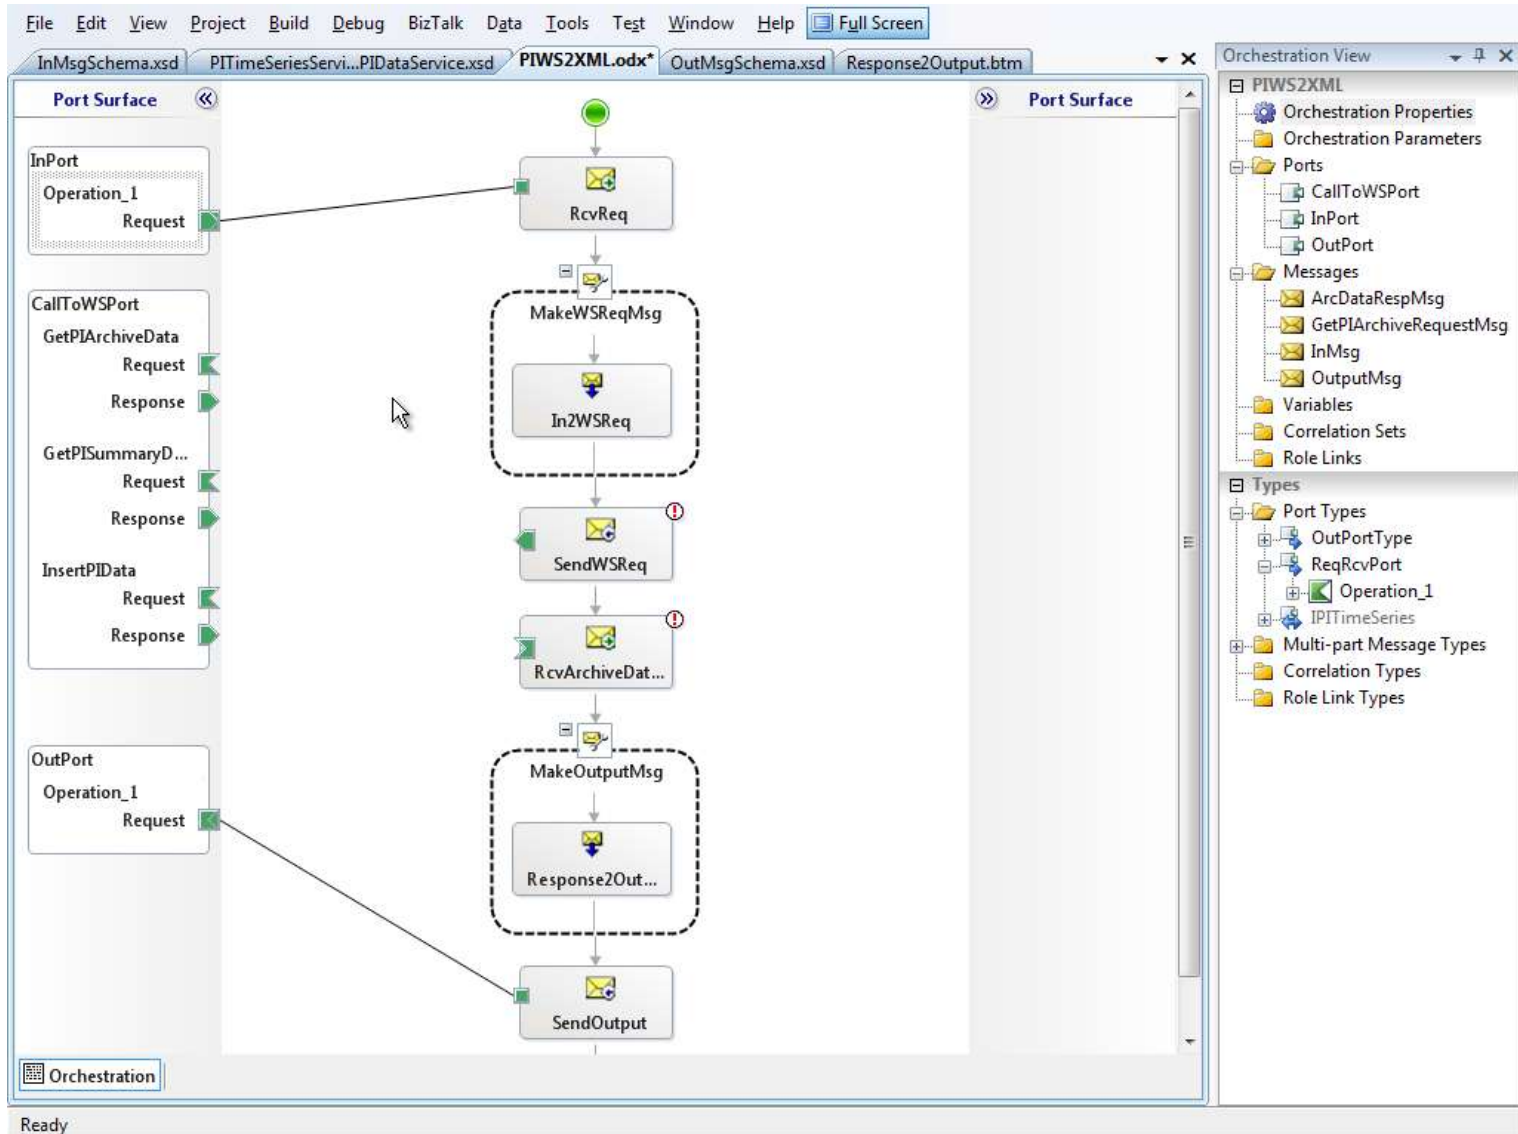 File Edit View Project Build Debug BizTalk Data Tools Test Window Help Full Screen
InMsgSchema.xsd PITimeSeriesServi...PIDataService.xsd PIWS2XML.odx* OutMsgSchema.xsd Response2Output.btm
Port Surface
InPort
Operation_1
Request
CallToWSPort
GetPIArchiveData
Request
Response
GetPISummaryD...
Request
Response
InsertPIData
Request
Response
OutPort
Operation_1
Request
RcvReq
MakeWSReqMsg
In2WSReq
SendWSReq
RcvArchiveDat...
MakeOutputMsg
Response2Out...
SendOutput
Port Surface
Orchestration
Orchestration View
PIWS2XML
Orchestration Properties
Orchestration Parameters
Ports
CallToWSPort
InPort
OutPort
Messages
ArcDataRespMsg
GetPIArchiveRequestMsg
InMsg
OutputMsg
Variables
Correlation Sets
Role Links
Types
Port Types
OutPortType
ReqRcvPort
Operation_1
IPITimeSeries
Multi-part Message Types
Correlation Types
Role Link Types
Ready